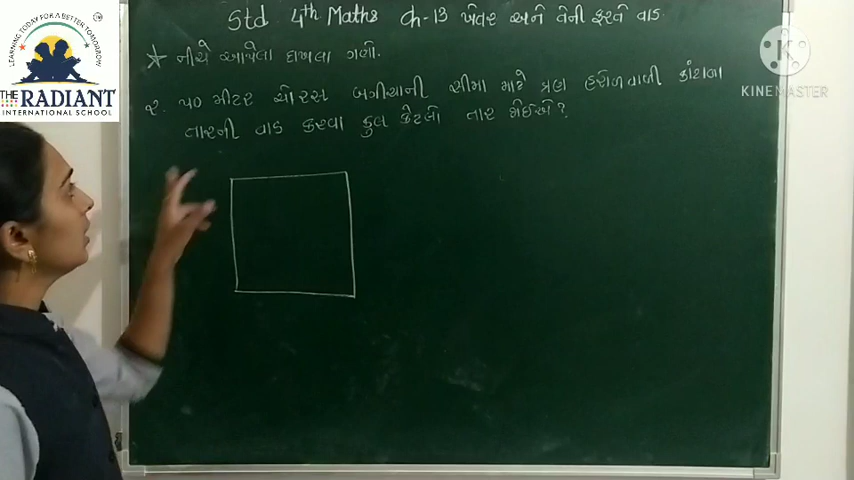 LEARNING TODAY FOR A BETTER TOMORROW
THE RADIANT
INTERNATIONAL SCHOOL
Std 4th Maths Ch-13 ખેતર અને તેની ફરતે વાડ
* નીચે આપેલા દાખલા ગણો.
૨. ૫૦ મીટર ચોરસ બગીચાની સીમા માટે ત્રણ હરોળવાળી કાંટાળા
તારની વાડ કરવા કુલ કેટલો તાર જોઈએ?
KINEMASTER